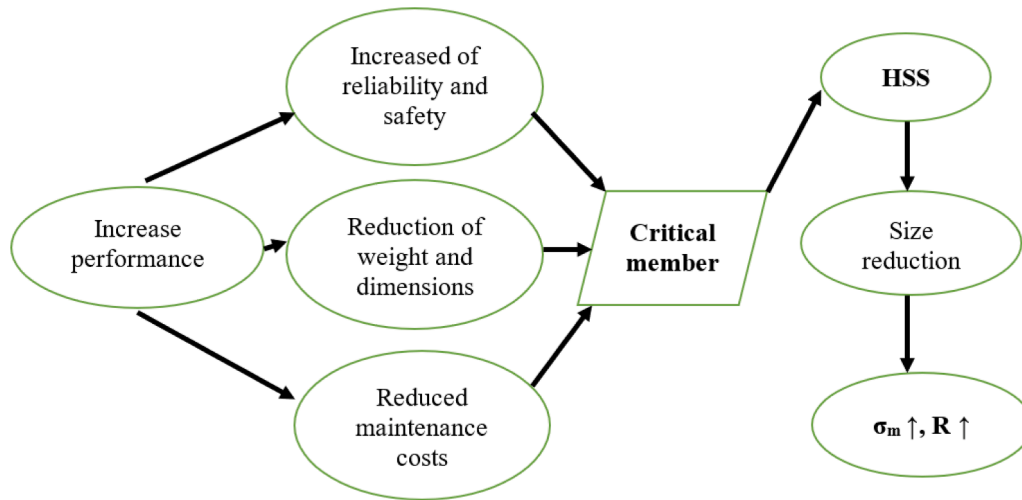 Increase
performance
Increased of
reliability and
safety
Reduction of
weight and
dimensions
Reduced
maintenance
costs
Critical
member
HSS
Size
reduction
σₘ ↑, R ↑